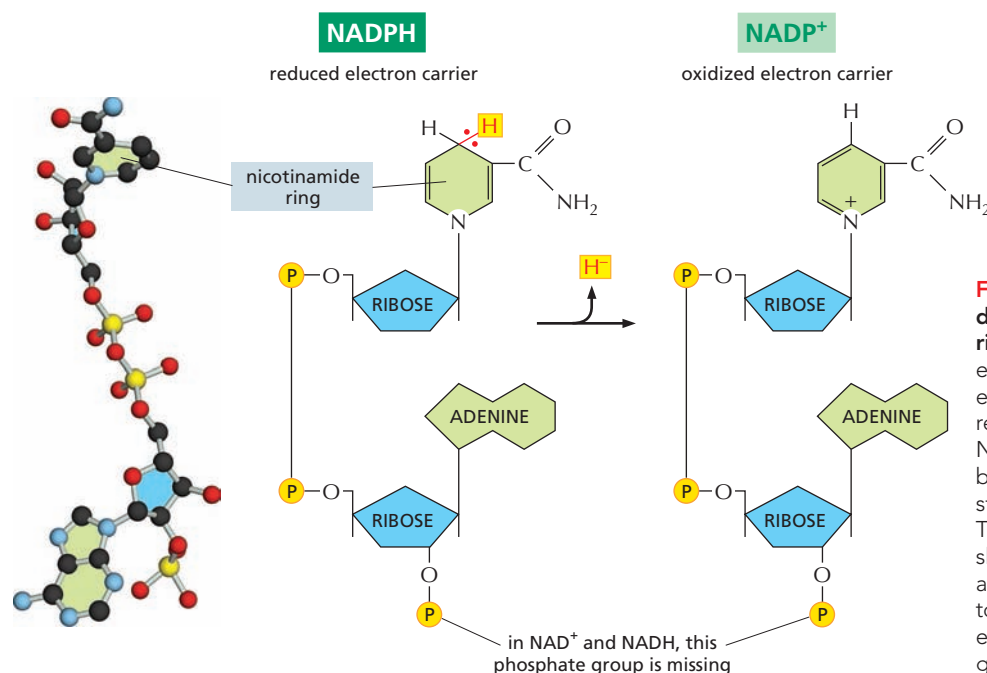 NADPH
reduced electron carrier
NADP⁺
oxidized electron carrier
nicotinamide
ring
H
H
O
C
NH₂
N
P
O
RIBOSE
ADENINE
P
O
RIBOSE
O
P
H⁻
H
O
C
NH₂
+
N
P
O
RIBOSE
ADENINE
P
O
RIBOSE
O
P
in NAD⁺ and NADH, this
phosphate group is missing